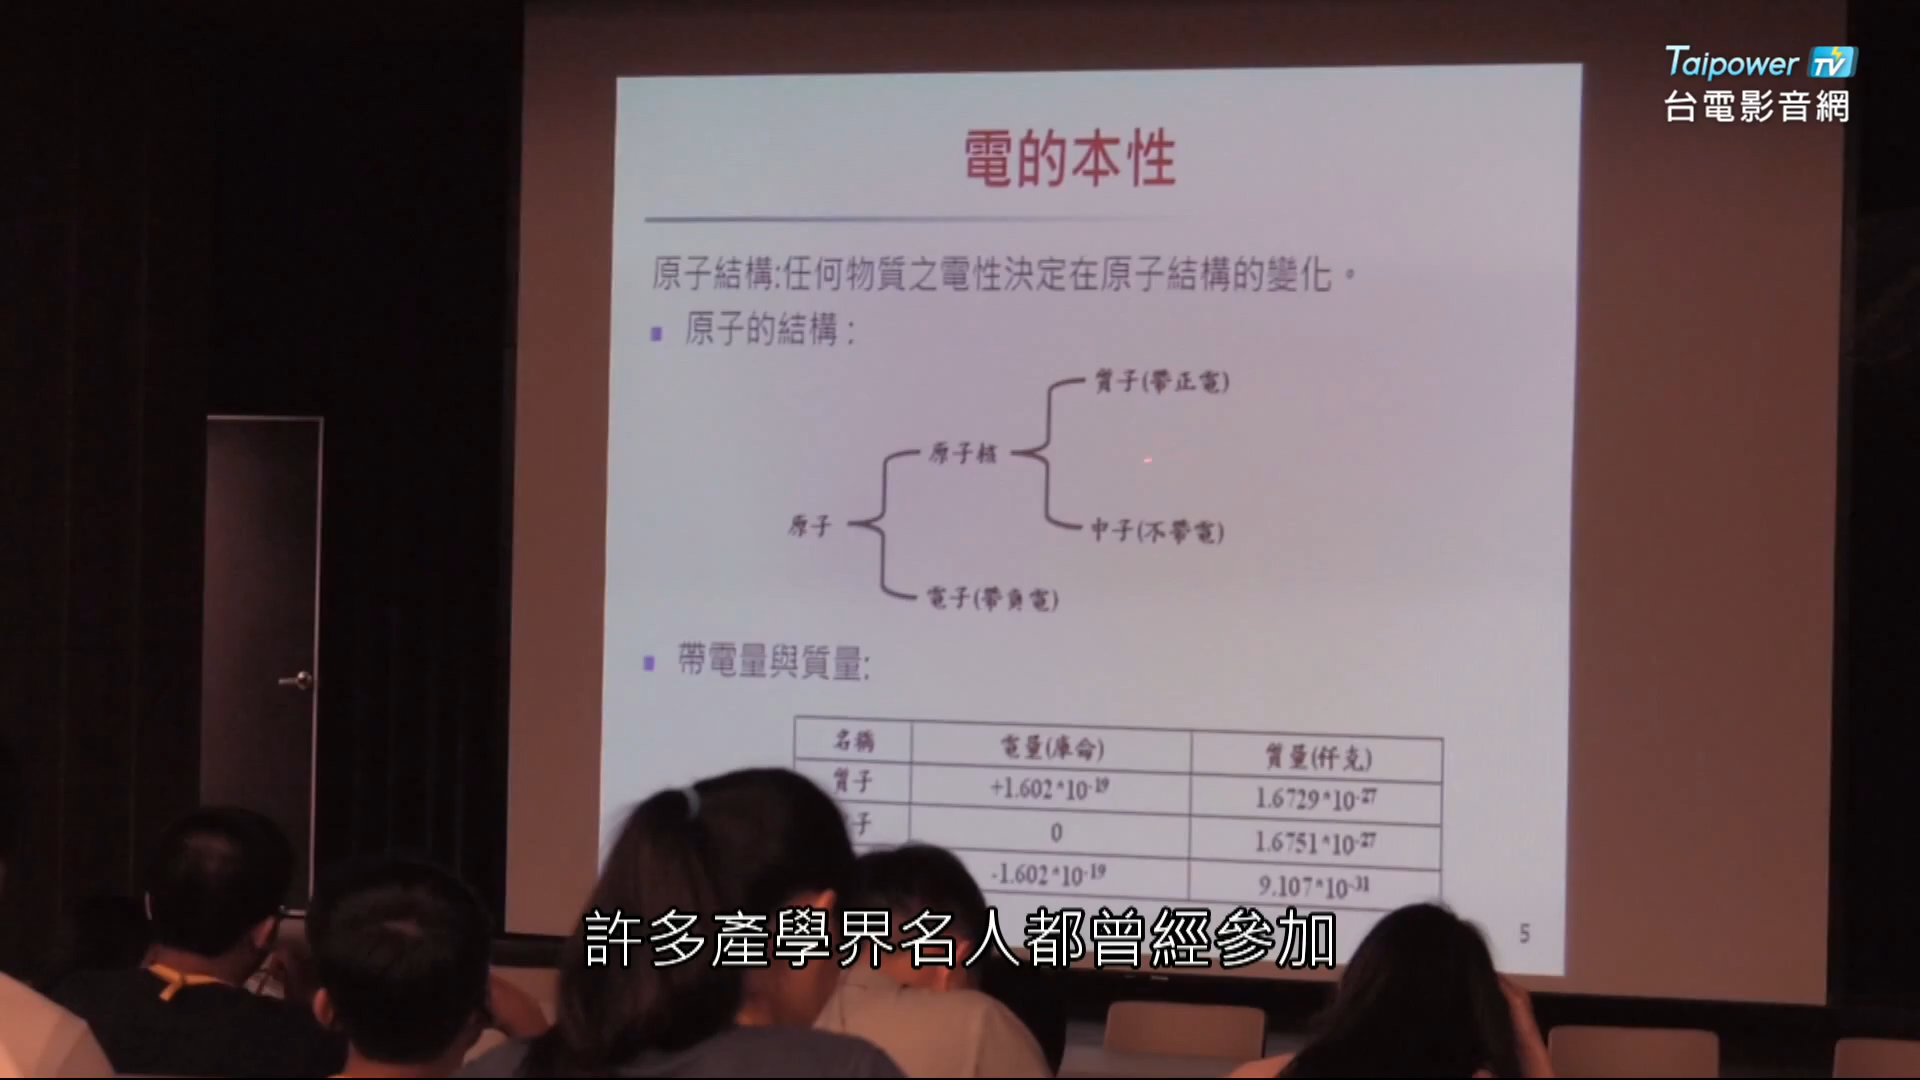 Taipower TV
台電影音網
電的本性
原子結構:任何物質之電性決定在原子結構的變化。
原子的結構:
質子(帶正電)
原子核
中子(不帶電)
原子
電子(帶負電)
帶電量與質量:
名稱 電量(庫侖) 質量(仟克)
質子 +1.602*10-19 1.6729*10-27
子 0 1.6751*10-27
-1.602*10-19 9.107*10-31
許多產學界名人都曾經參加
5